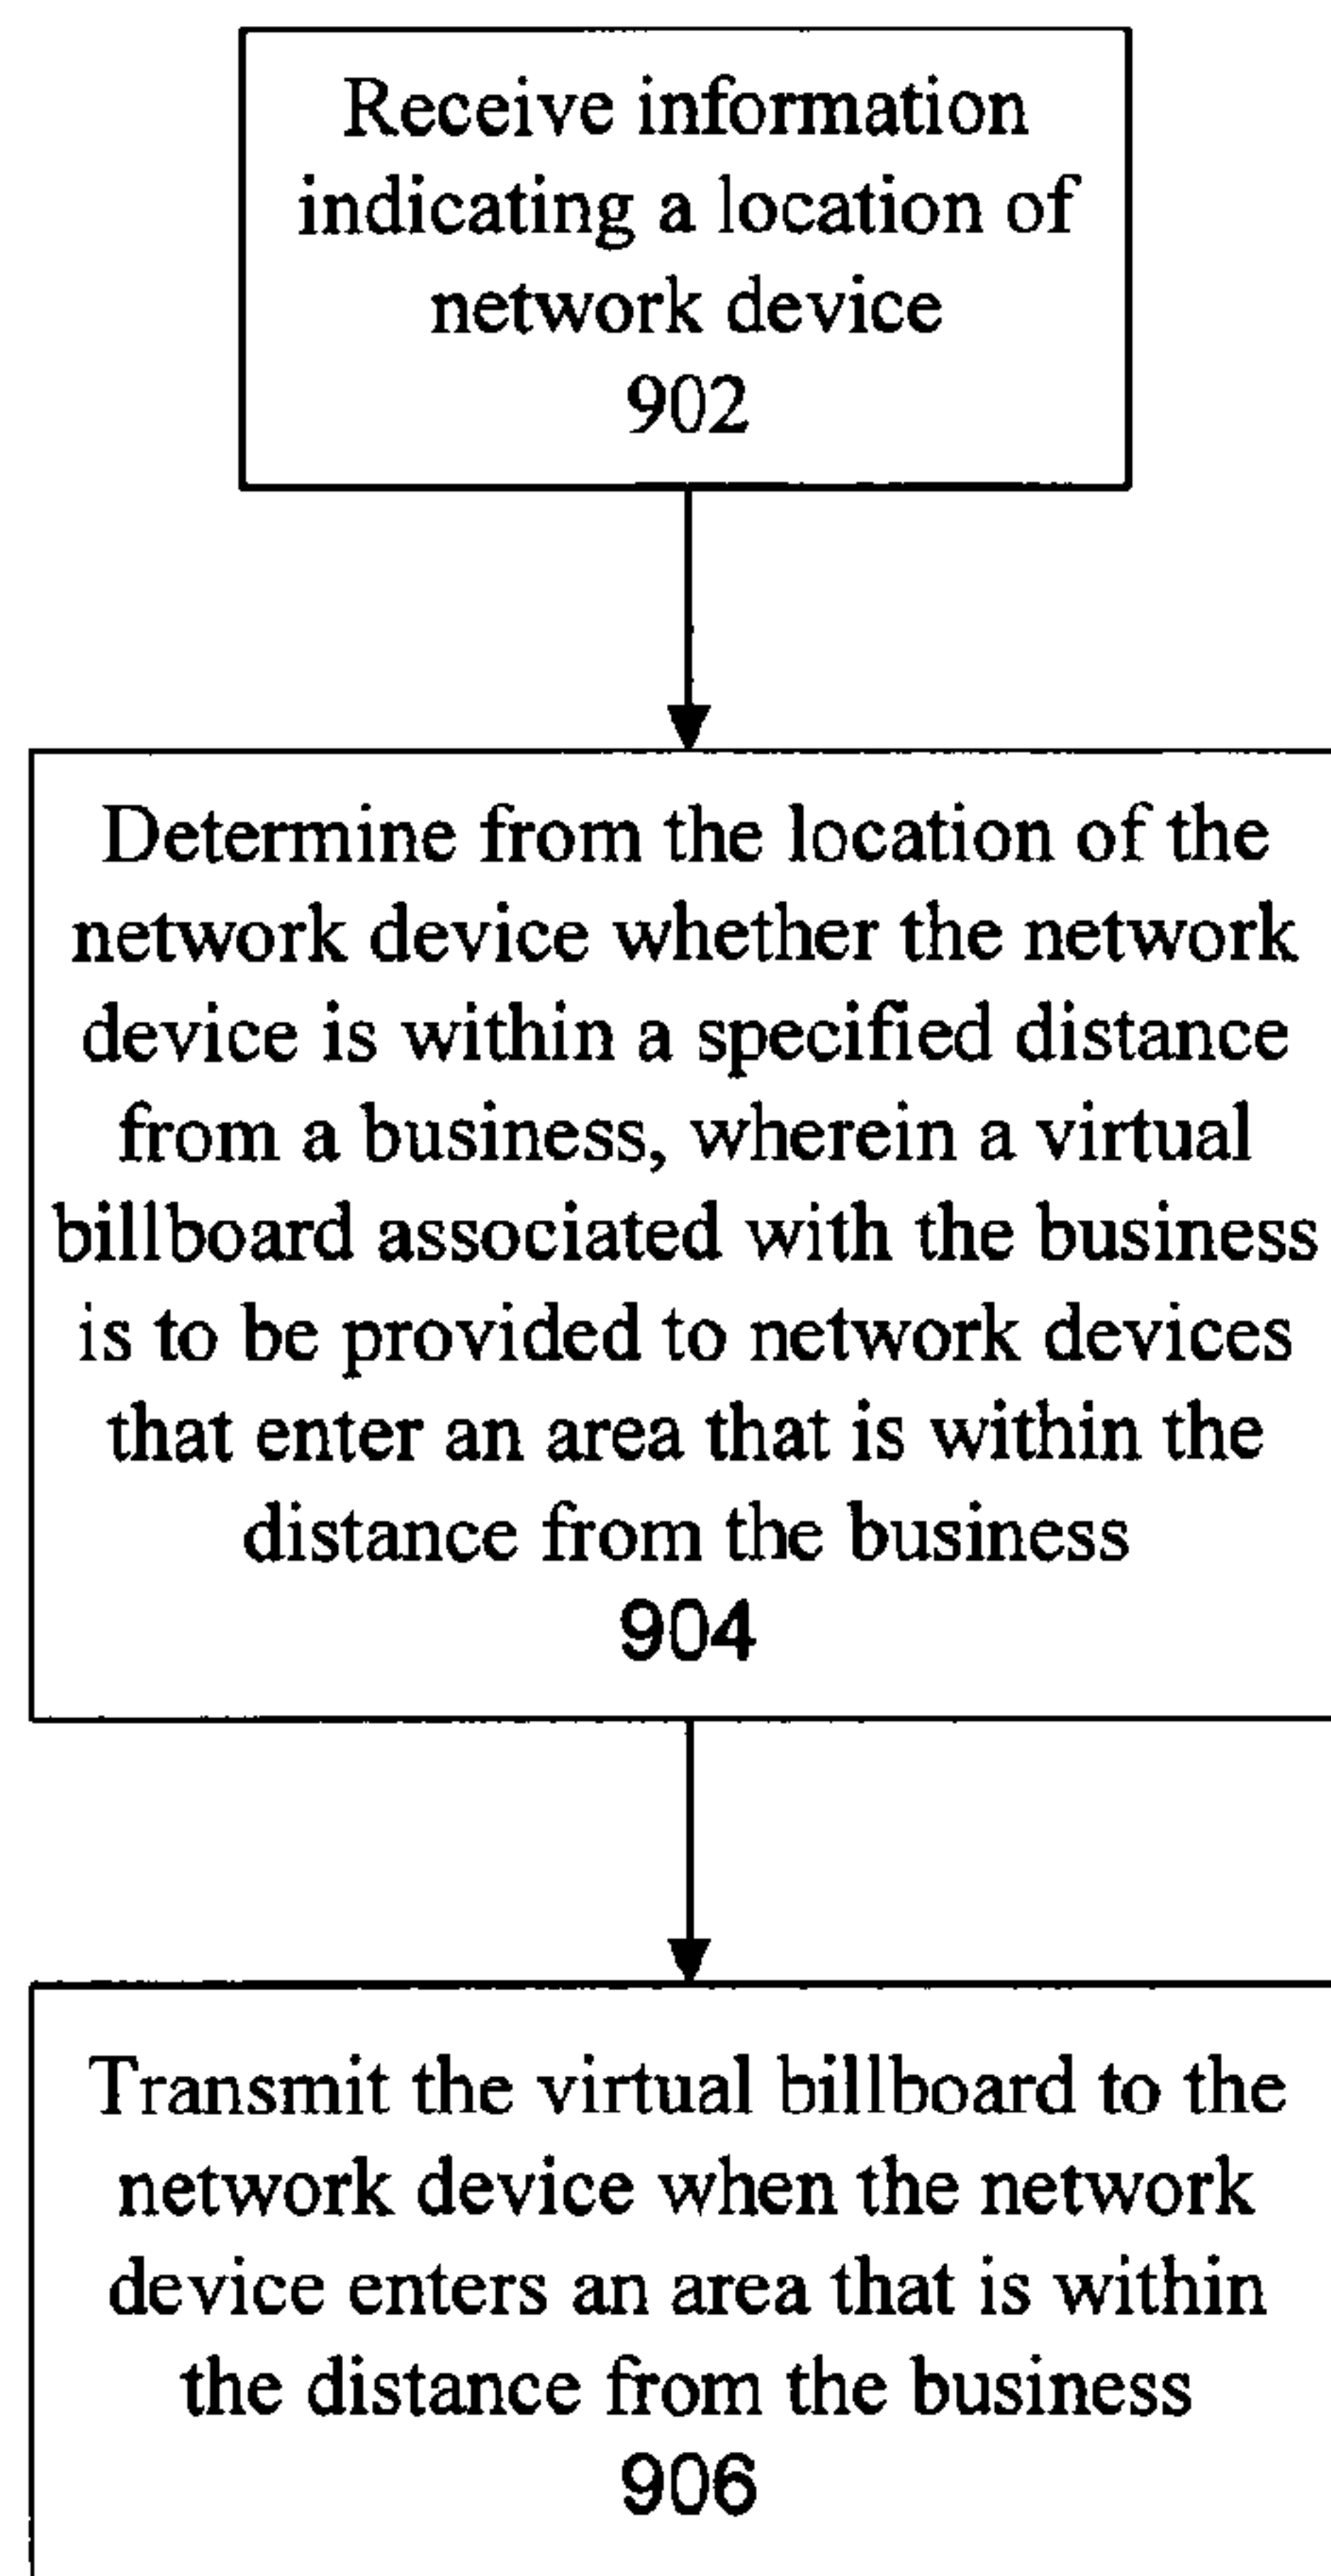 Receive information
indicating a location of
network device
902
Determine from the location of the
network device whether the network
device is within a specified distance
from a business, wherein a virtual
billboard associated with the business
is to be provided to network devices
that enter an area that is within the
distance from the business
904
Transmit the virtual billboard to the
network device when the network
device enters an area that is within
the distance from the business
906